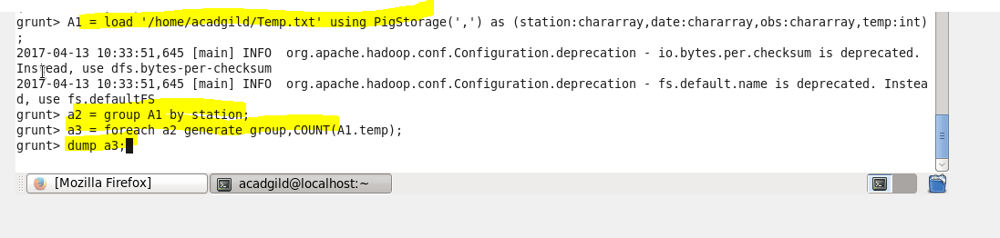 grunt> A1 = load '/home/acadgild/Temp.txt' using PigStorage(',') as (station:chararray,date:chararray,obs:chararray,temp:int)
;
2017-04-13 10:33:51,645 [main] INFO  org.apache.hadoop.conf.Configuration.deprecation - io.bytes.per.checksum is deprecated.
Instead, use dfs.bytes-per-checksum
2017-04-13 10:33:51,645 [main] INFO  org.apache.hadoop.conf.Configuration.deprecation - fs.default.name is deprecated. Instea
d, use fs.defaultFS
grunt> a2 = group A1 by station;
grunt> a3 = foreach a2 generate group,COUNT(A1.temp);
grunt> dump a3;
[Mozilla Firefox]
acadgild@localhost:~